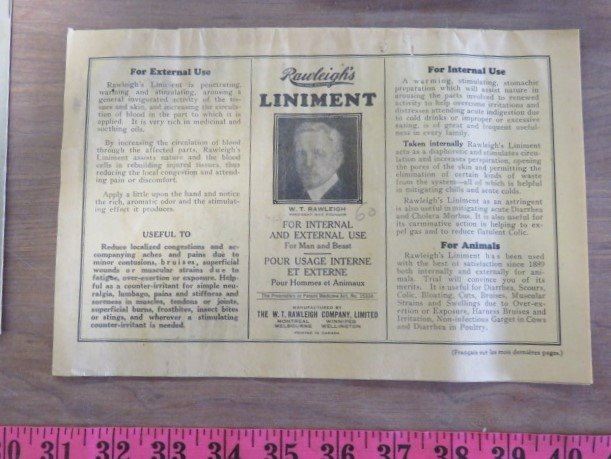 For External Use
Rawleigh's Liniment is penetrating,
warming and stimulating, arousing a
general invigorated activity of the tis-
sues and skin, and increasing the circula-
tion of blood in the part to which it is
applied. It is very rich in medicinal and
soothing oils.
By increasing the circulation of blood
through the affected parts, Rawleigh's
Liniment assists nature and the blood
cells in rebuilding injured tissues, thus
reducing the local congestion and attend-
ing pain or discomfort.
Apply a little upon the hand and notice
the rich, aromatic odor and the stimulat-
ing effect it produces.
USEFUL TO
Reduce localized congestions and ac-
companying aches and pains due to
minor contusions, bruises, superficial
wounds or muscular strains due to
fatigue, over-exertion or exposure. Help-
ful as a counter-irritant for simple neu-
ralgia, lumbago, pains and stiffness and
soreness in muscles, tendons or joints,
superficial burns, frostbites, insect bites
or stings, and wherever a stimulating
counter-irritant is needed.
Rawleigh's
LINIMENT
W. T. RAWLEIGH
PRESIDENT AND FOUNDER
60
FOR INTERNAL
AND EXTERNAL USE
For Man and Beast
POUR USAGE INTERNE
ET EXTERNE
Pour Hommes et Animaux
The Proprietary or Patent Medicine Act, No.
MANUFACTURED BY
THE W. T. RAWLEIGH COMPANY, LIMITED
MONTREAL WINNIPEG
MELBOURNE WELLINGTON
PRINTED IN CANADA
For Internal Use
A warming, stimulating, stomachic
preparation which will assist nature in
arousing the parts involved to renewed
activity to help overcome irritations and
distresses attending acute indigestion due
to cold drinks or improper or excessive
eating, is of great and frequent useful-
ness in every family.
Taken internally Rawleigh's Liniment
acts as a diaphoretic and stimulates circu-
lation and increases perspiration, opening
the pores of the skin and permitting the
elimination of certain kinds of waste
from the system—all of which is helpful
in mitigating chills and acute colds.
Rawleigh's Liniment as an astringent
is also useful in mitigating acute Diarrhea
and Cholera Morbus. It is also useful for
its carminative action in helping to ex-
pel gas and to reduce flatulent Colic.
For Animals
Rawleigh's Liniment has been used
with the best of satisfaction since 1889
both internally and externally for ani-
mals. Trial will convince you of its
merits. It is useful for Diarrhea, Scours,
Colic, Bloating, Cuts, Bruises, Muscular
Strains and Swellings due to Over-ex-
ertion or Exposure, Harness Bruises and
Irritation, Non-infectious Garget in Cows
and Diarrhea in Poultry.
(Français sur les mois dernières pages.)
30 31 32 33 34 35 36 37 38 39 40